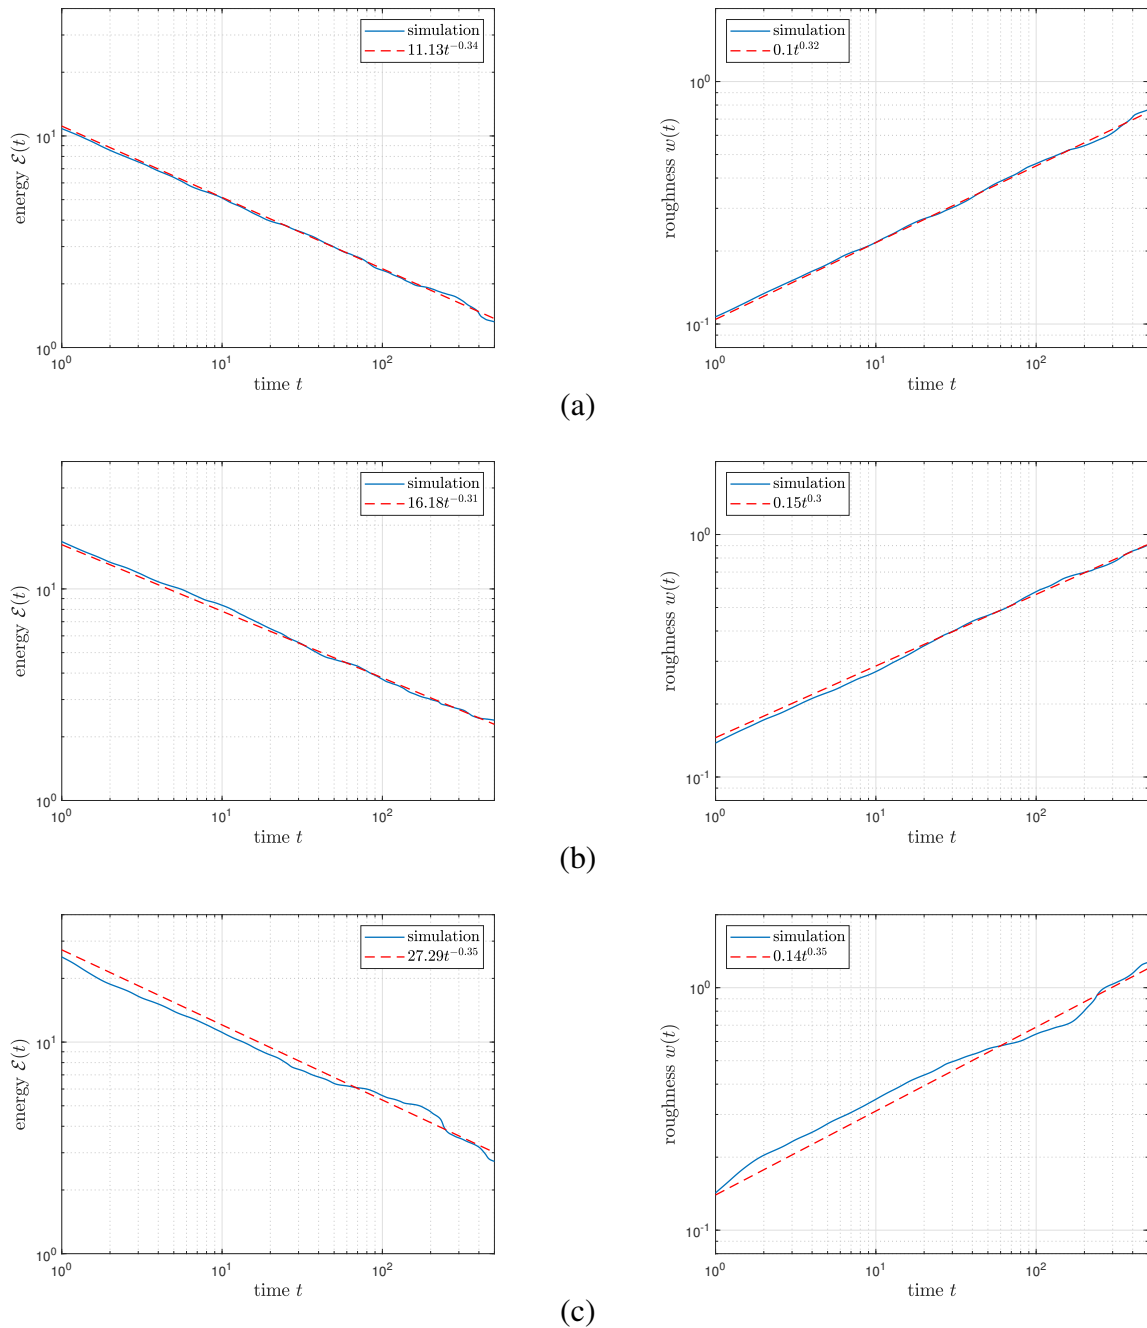 simulation
11.13t^{-0.34}
energy ℰ(t)
10^1
10^0
10^0
10^1
10^2
time t
simulation
0.1t^{0.32}
roughness w(t)
10^0
10^{-1}
10^0
10^1
10^2
time t
(a)
simulation
16.18t^{-0.31}
energy ℰ(t)
10^1
10^0
10^0
10^1
10^2
time t
simulation
0.15t^{0.3}
roughness w(t)
10^0
10^{-1}
10^0
10^1
10^2
time t
(b)
simulation
27.29t^{-0.35}
energy ℰ(t)
10^1
10^0
10^0
10^1
10^2
time t
simulation
0.14t^{0.35}
roughness w(t)
10^0
10^{-1}
10^0
10^1
10^2
time t
(c)